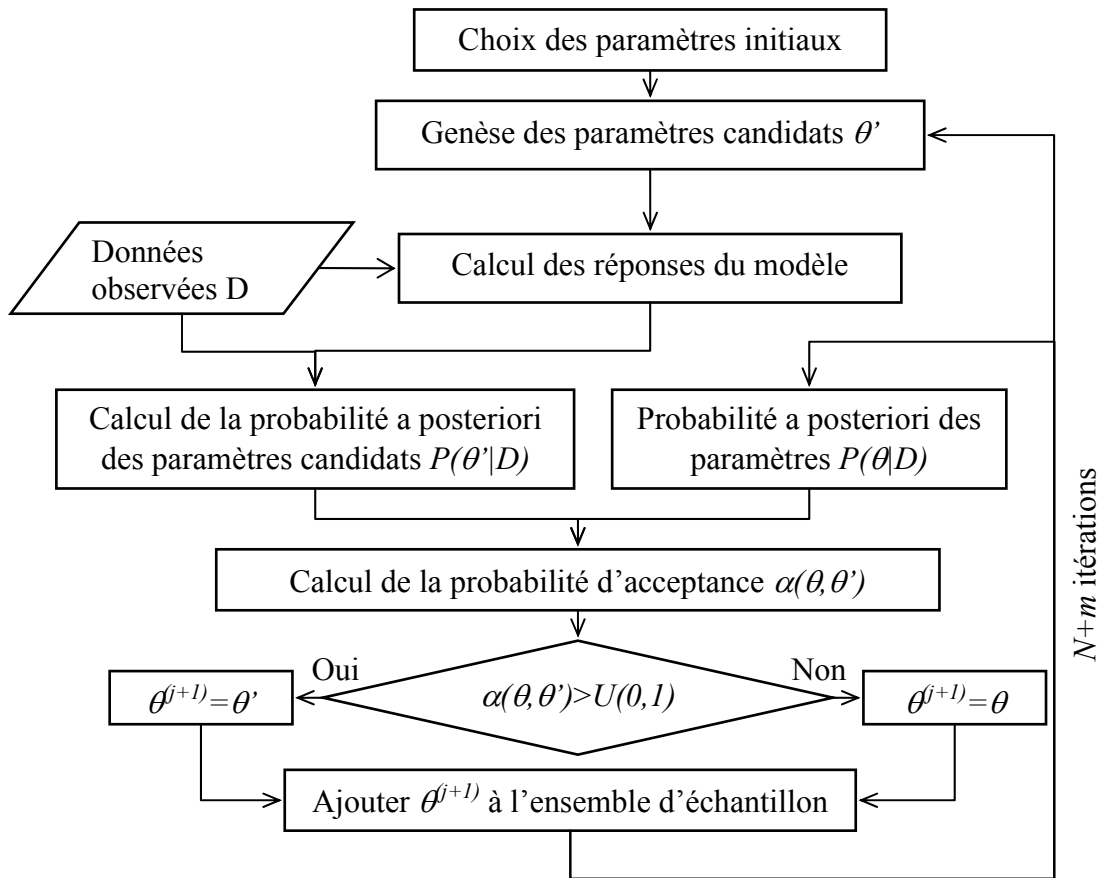 Choix des paramètres initiaux
Genèse des paramètres candidats θ’
Données
observées D
Calcul des réponses du modèle
Calcul de la probabilité a posteriori
des paramètres candidats P(θ’|D)
Probabilité a posteriori des
paramètres P(θ|D)
Calcul de la probabilité d’acceptance α(θ,θ’)
Oui
Non
θ^(j+1)=θ’
α(θ,θ’)>U(0,1)
θ^(j+1)=θ
Ajouter θ^(j+1) à l’ensemble d’échantillon
N+m itérations